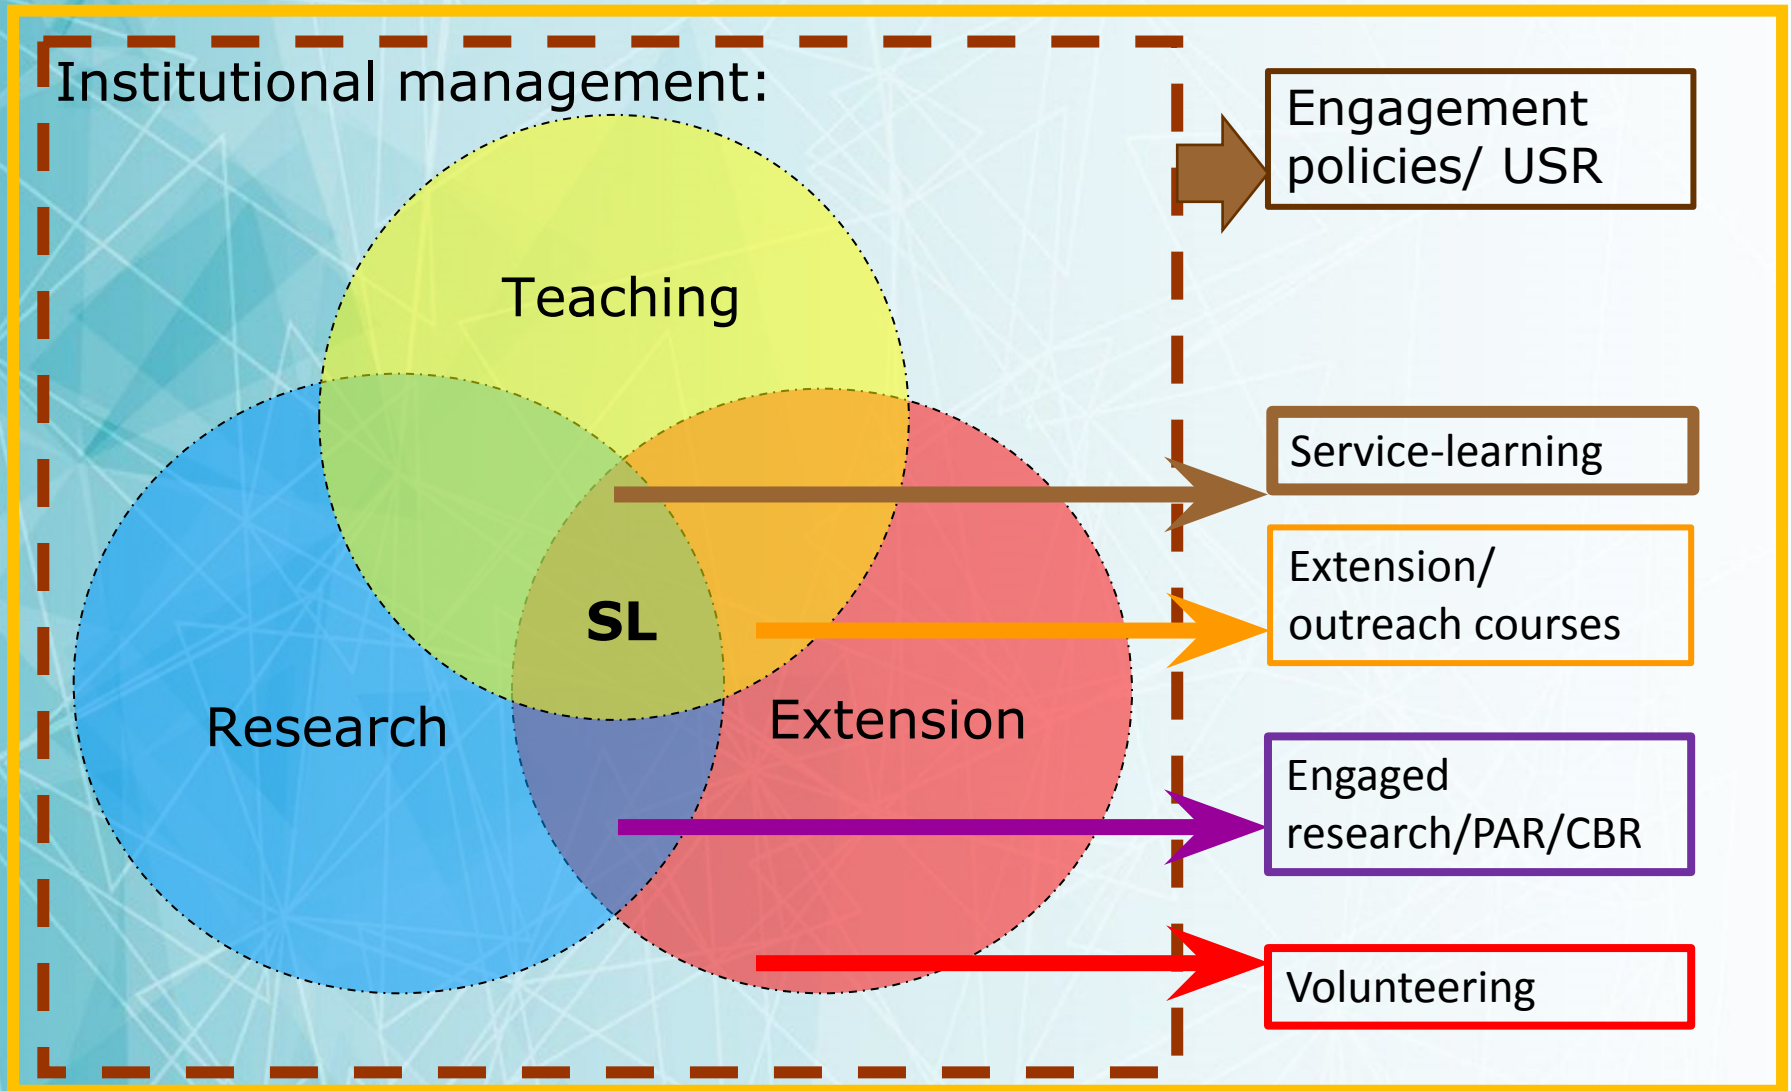 Institutional management:
Engagement
policies/ USR
Teaching
Service-learning
Extension/
outreach courses
SL
Research
Extension
Engaged
research/PAR/CBR
Volunteering